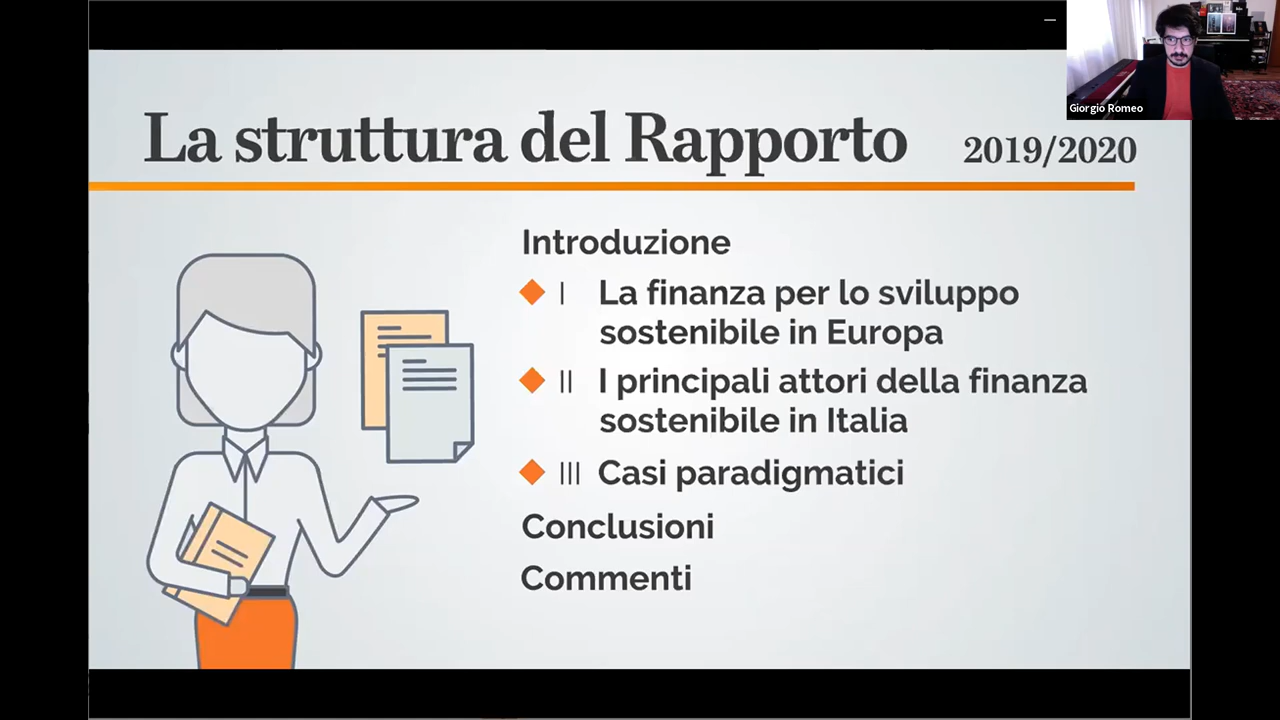 Giorgio Romeo
La struttura del Rapporto 2019/2020
Introduzione
I La finanza per lo sviluppo
sostenibile in Europa
II I principali attori della finanza
sostenibile in Italia
III Casi paradigmatici
Conclusioni
Commenti